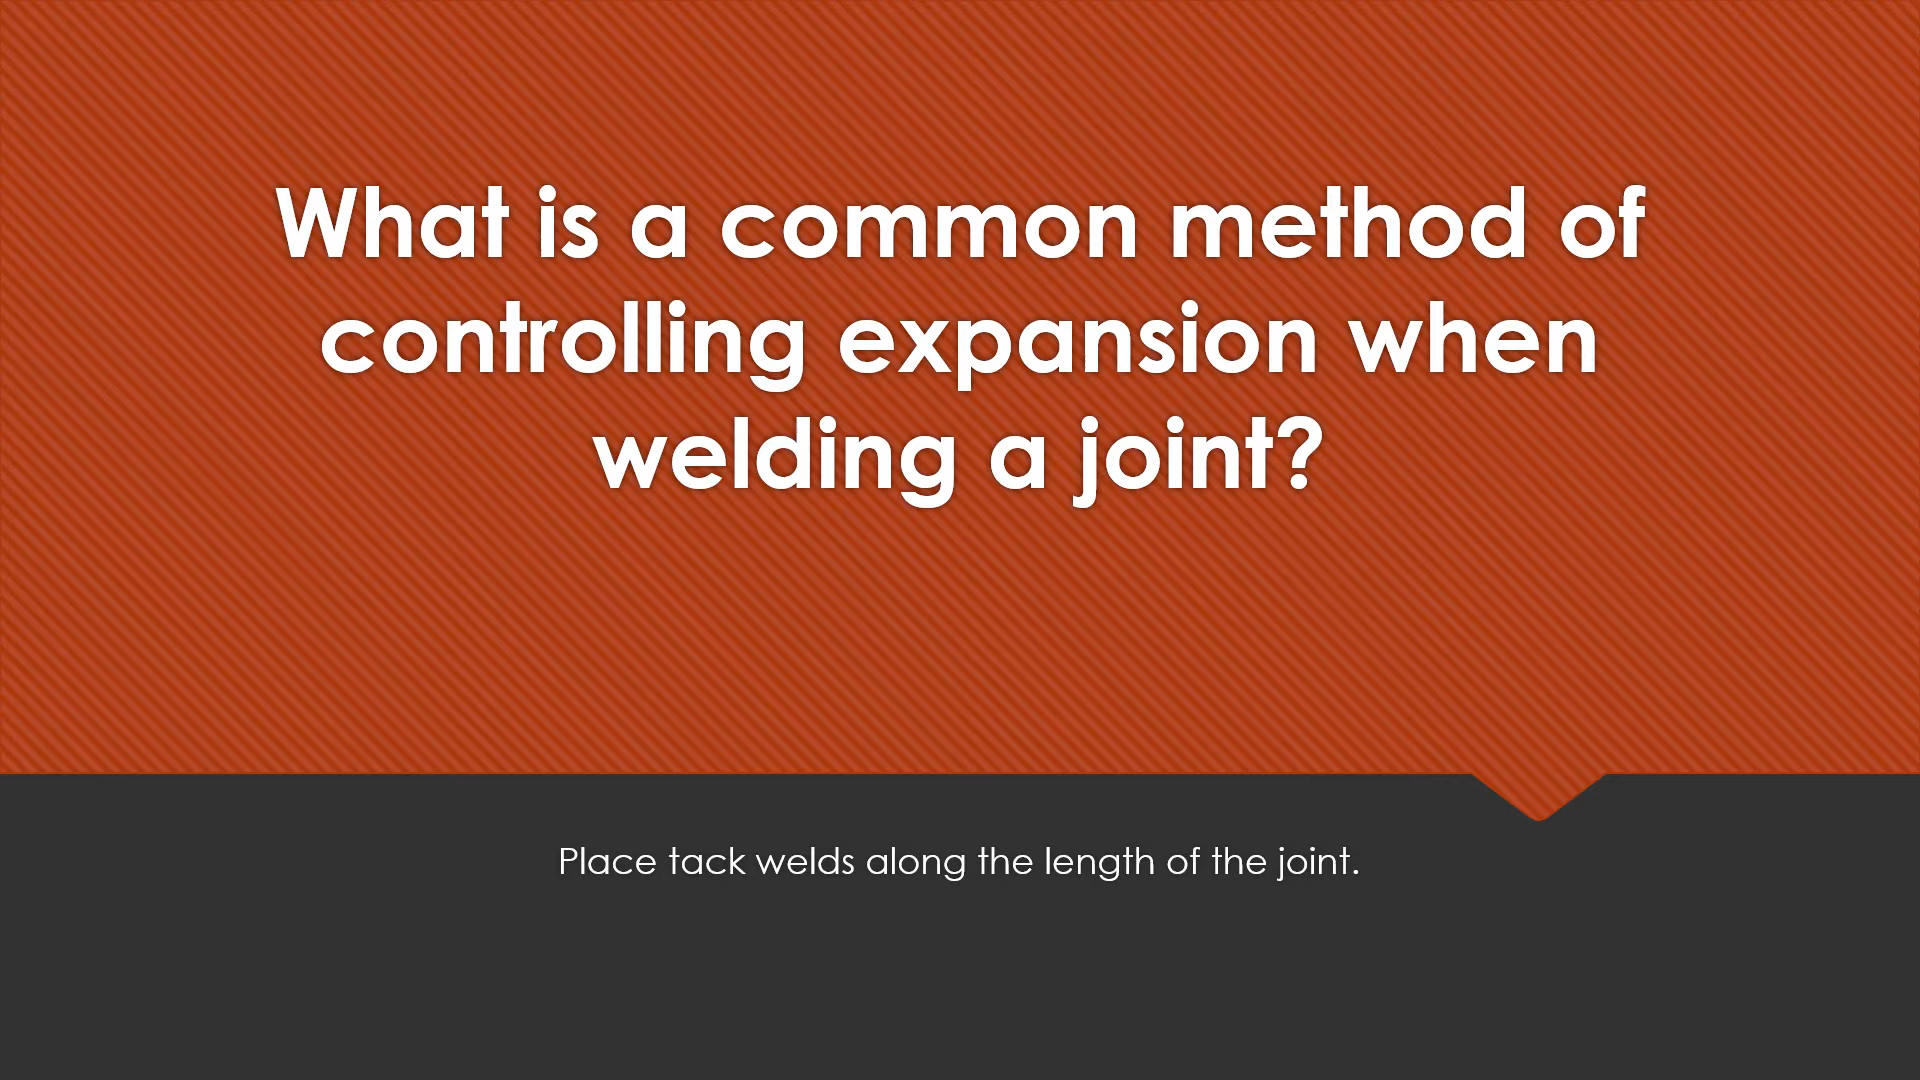 What is a common method of
controlling expansion when
welding a joint?
Place tack welds along the length of the joint.